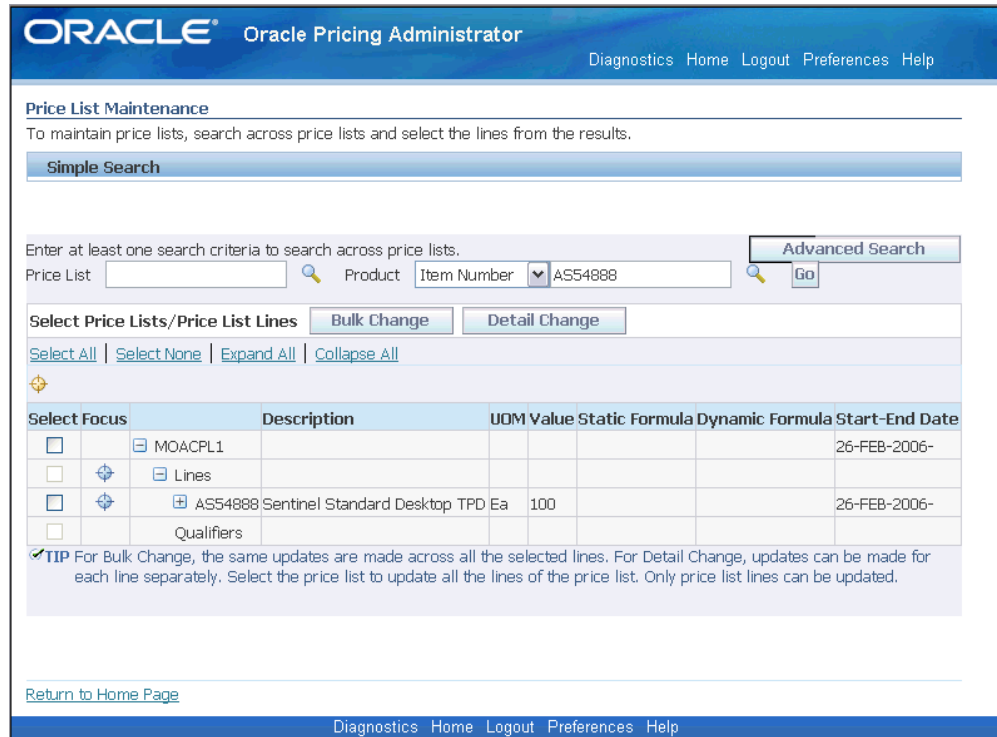 ORACLE® Oracle Pricing Administrator
Diagnostics Home Logout Preferences Help
Price List Maintenance
To maintain price lists, search across price lists and select the lines from the results.
Simple Search
Enter at least one search criteria to search across price lists.
Advanced Search
Price List Product Item Number AS54888 Go
Select Price Lists/Price List Lines Bulk Change Detail Change
Select All | Select None | Expand All | Collapse All
Select Focus Description UOM Value Static Formula Dynamic Formula Start-End Date
MOACPL1 26-FEB-2006-
Lines
AS54888 Sentinel Standard Desktop TPD Ea 100 26-FEB-2006-
Qualifiers
TIP For Bulk Change, the same updates are made across all the selected lines. For Detail Change, updates can be made for
each line separately. Select the price list to update all the lines of the price list. Only price list lines can be updated.
Return to Home Page
Diagnostics Home Logout Preferences Help